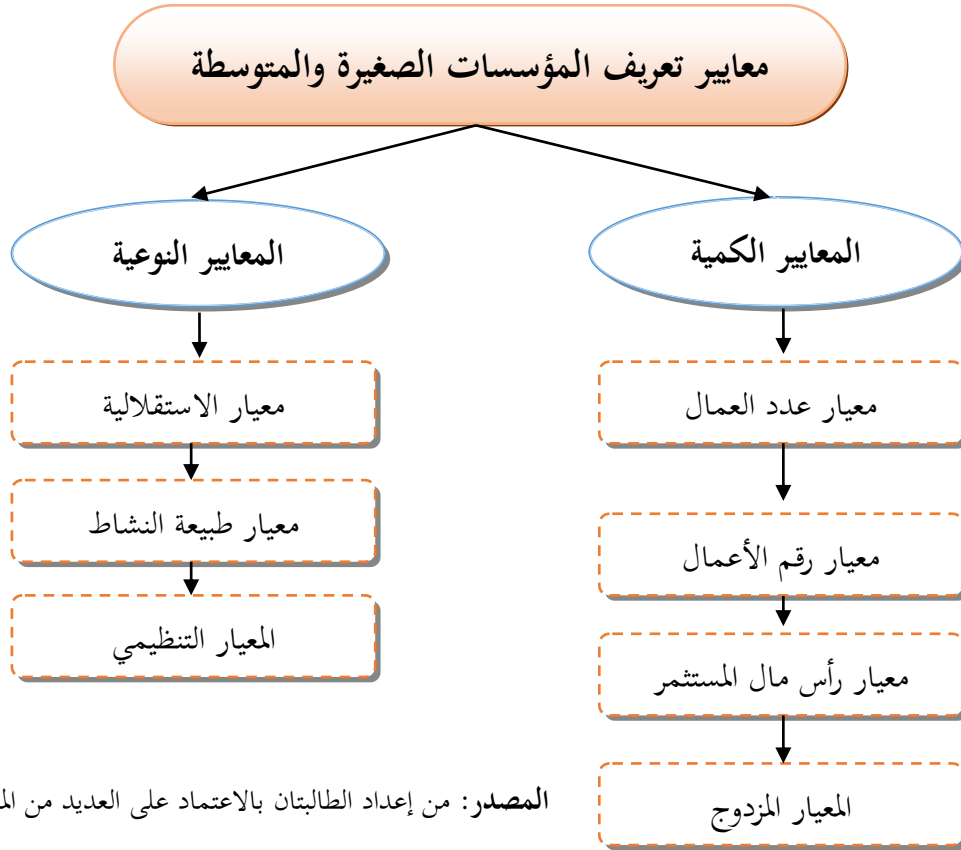 معايير تعريف المؤسسات الصغيرة والمتوسطة
المعايير الكمية
المعايير النوعية
معيار عدد العمال
معيار رقم الأعمال
معيار رأس مال المستثمر
المعيار المزدوج
معيار الاستقلالية
معيار طبيعة النشاط
المعيار التنظيمي
المصدر: من إعداد الطالبتان بالاعتماد على العديد من